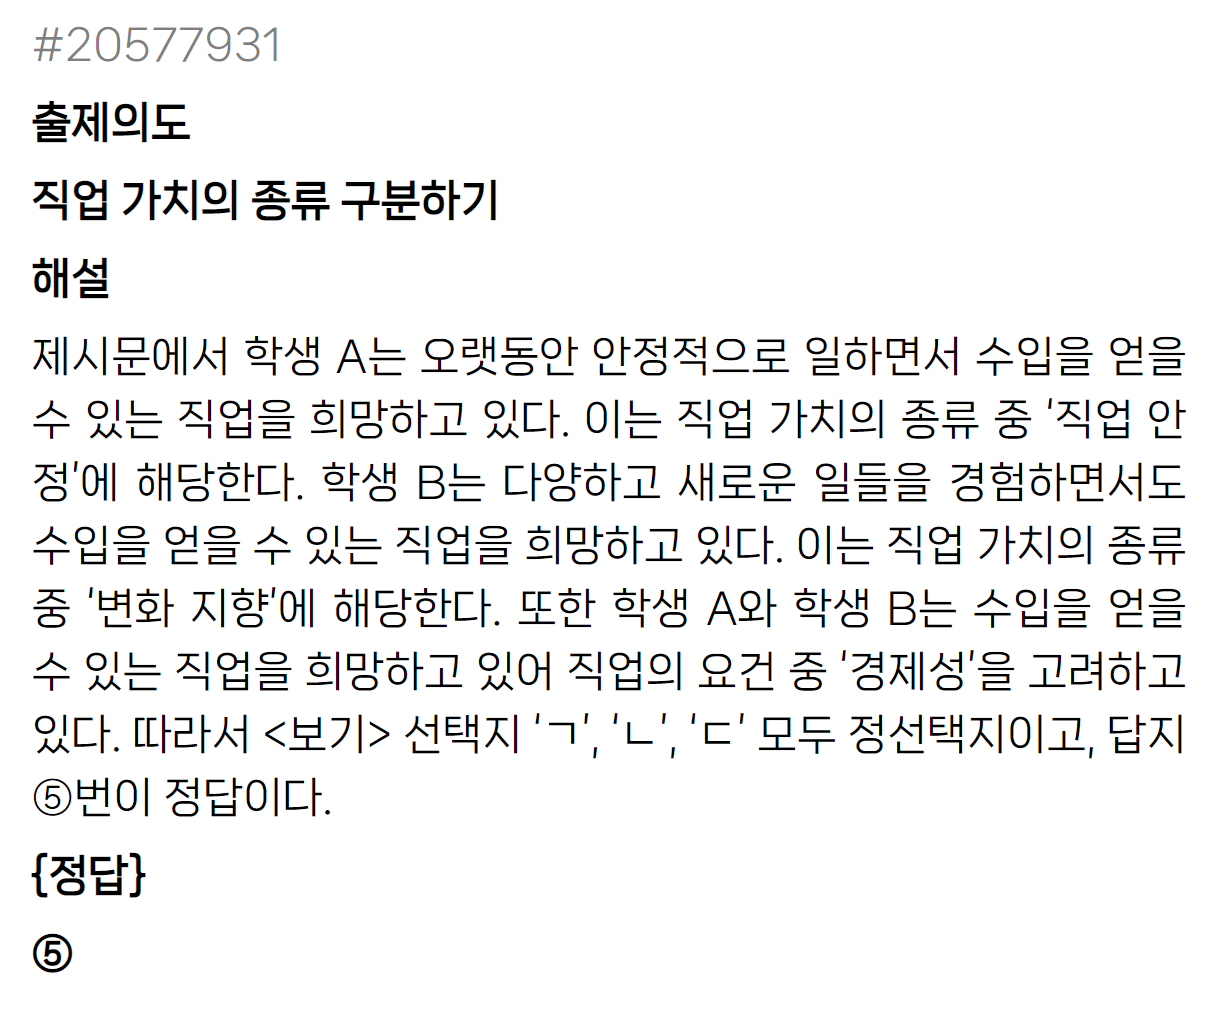 #20577931
출제의도
직업 가치의 종류 구분하기
해설
제시문에서 학생 A는 오랫동안 안정적으로 일하면서 수입을 얻을
수 있는 직업을 희망하고 있다. 이는 직업 가치의 종류 중 '직업 안
정'에 해당한다. 학생 B는 다양하고 새로운 일들을 경험하면서도
수입을 얻을 수 있는 직업을 희망하고 있다. 이는 직업 가치의 종류
중 '변화 지향'에 해당한다. 또한 학생 A와 학생 B는 수입을 얻을
수 있는 직업을 희망하고 있어 직업의 요건 중 '경제성'을 고려하고
있다. 따라서 <보기> 선택지 'ㄱ', 'ㄴ', 'ㄷ' 모두 정선택지이고, 답지
⑤번이 정답이다.
{정답}
⑤